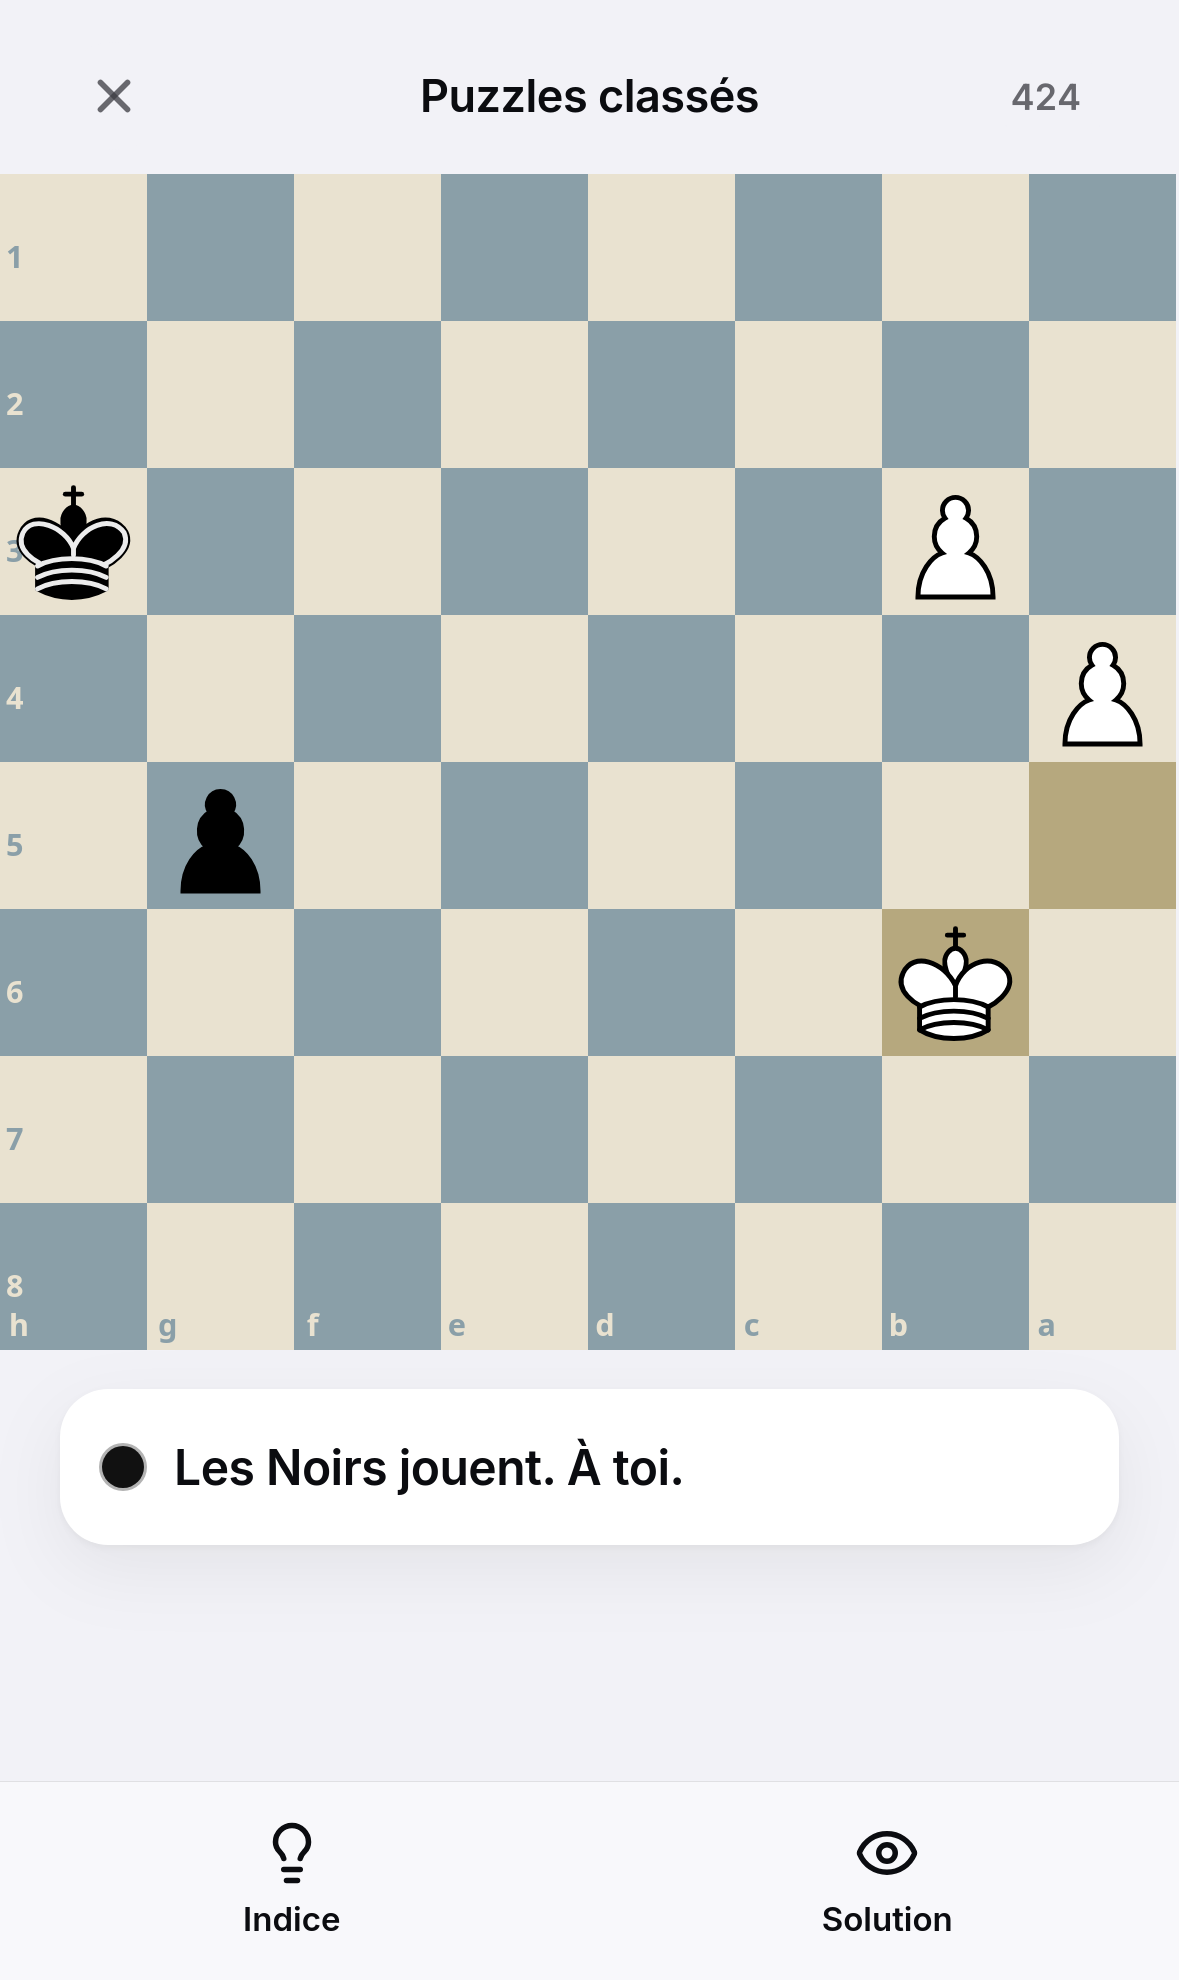 Puzzles classés
424
1
2
3
4
5
6
7
8
h g f e d c b a
Les Noirs jouent. À toi.
Indice
Solution